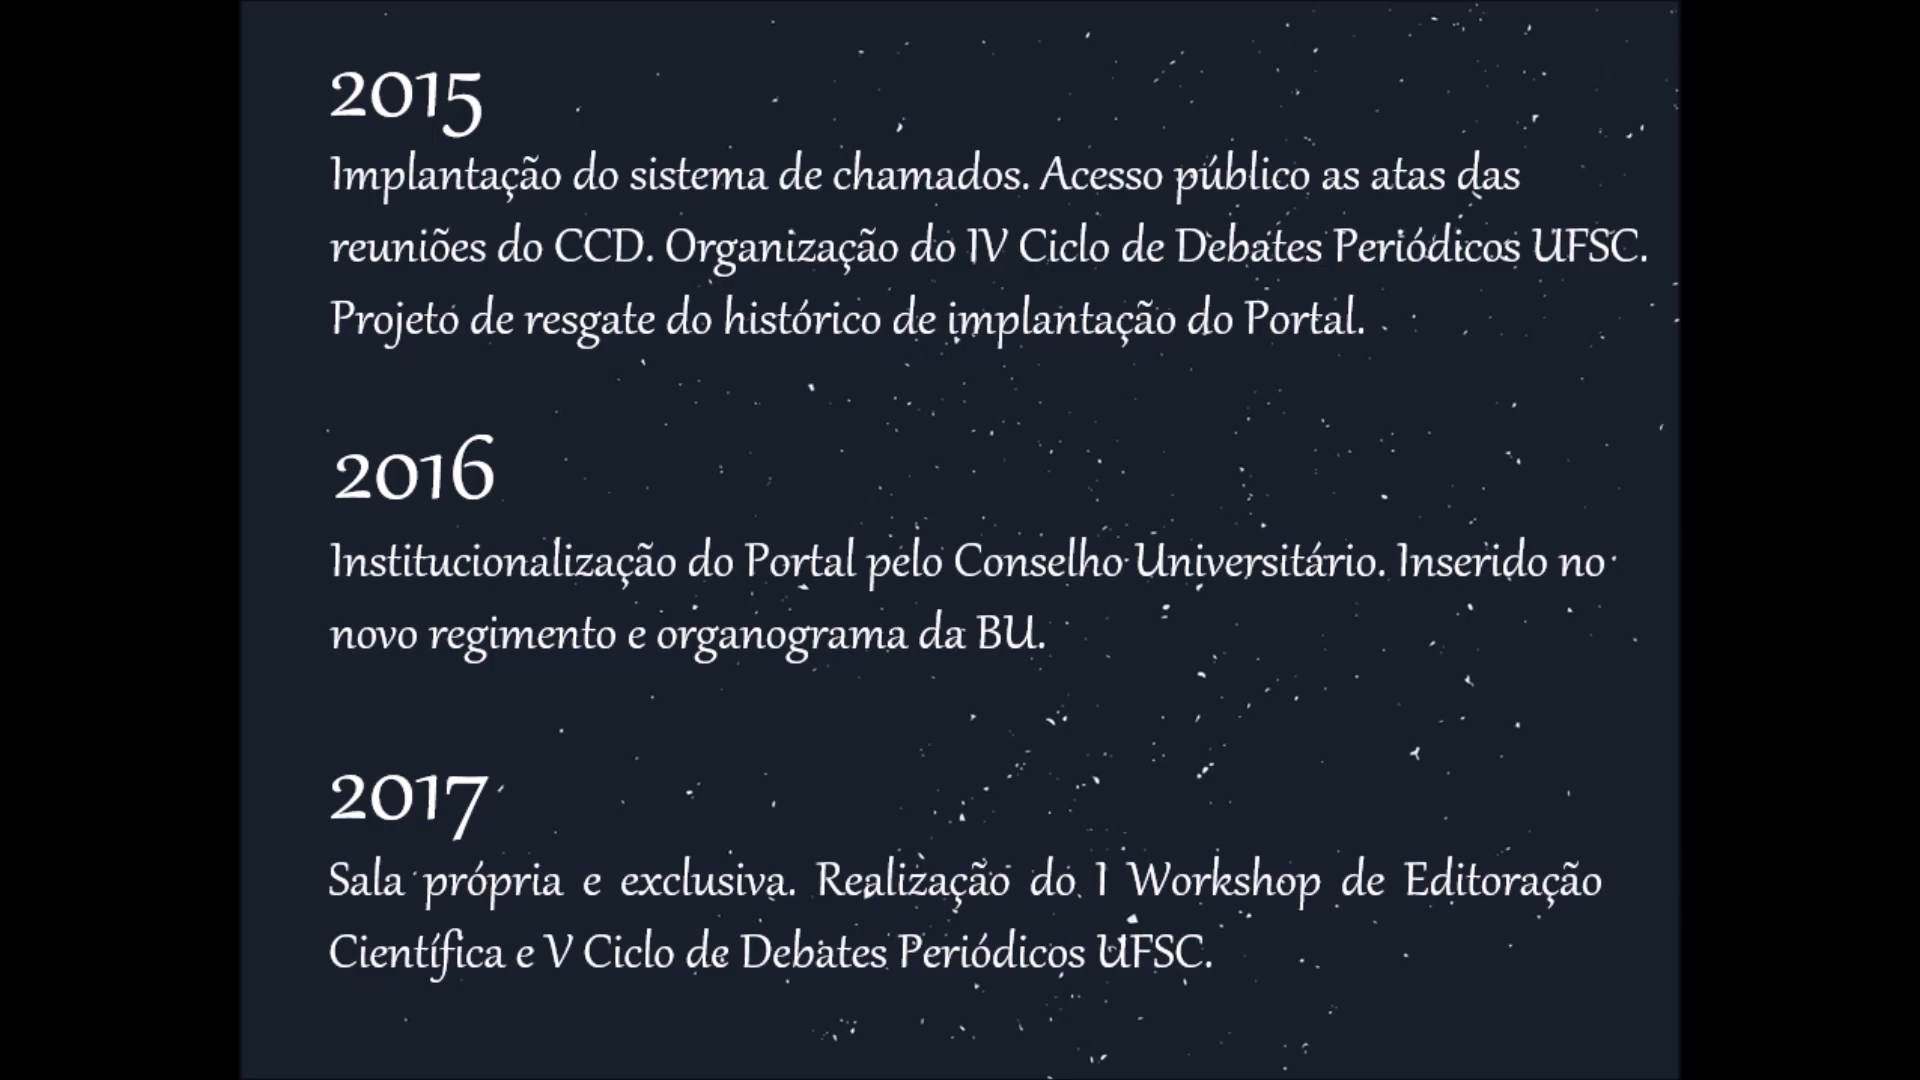 2015
Implantação do sistema de chamados. Acesso público as atas das
reuniões do CCD. Organização do IV Ciclo de Debates Periódicos UFSC.
Projeto de resgate do histórico de implantação do Portal.
2016
Institucionalização do Portal pelo Conselho Universitário. Inserido no
novo regimento e organograma da BU.
2017
Sala própria e exclusiva. Realização do I Workshop de Editoração
Científica e V Ciclo de Debates Periódicos UFSC.